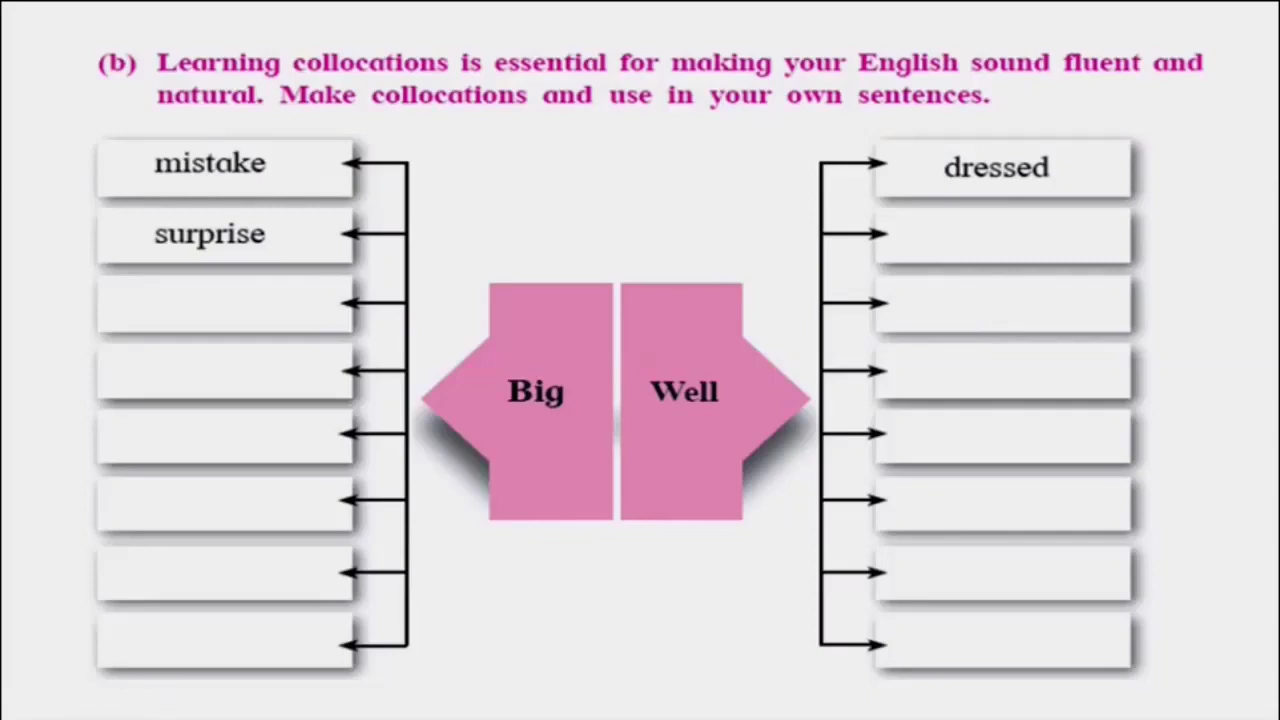 (b) Learning collocations is essential for making your English sound fluent and
natural. Make collocations and use in your own sentences.
mistake
surprise
Big
Well
dressed